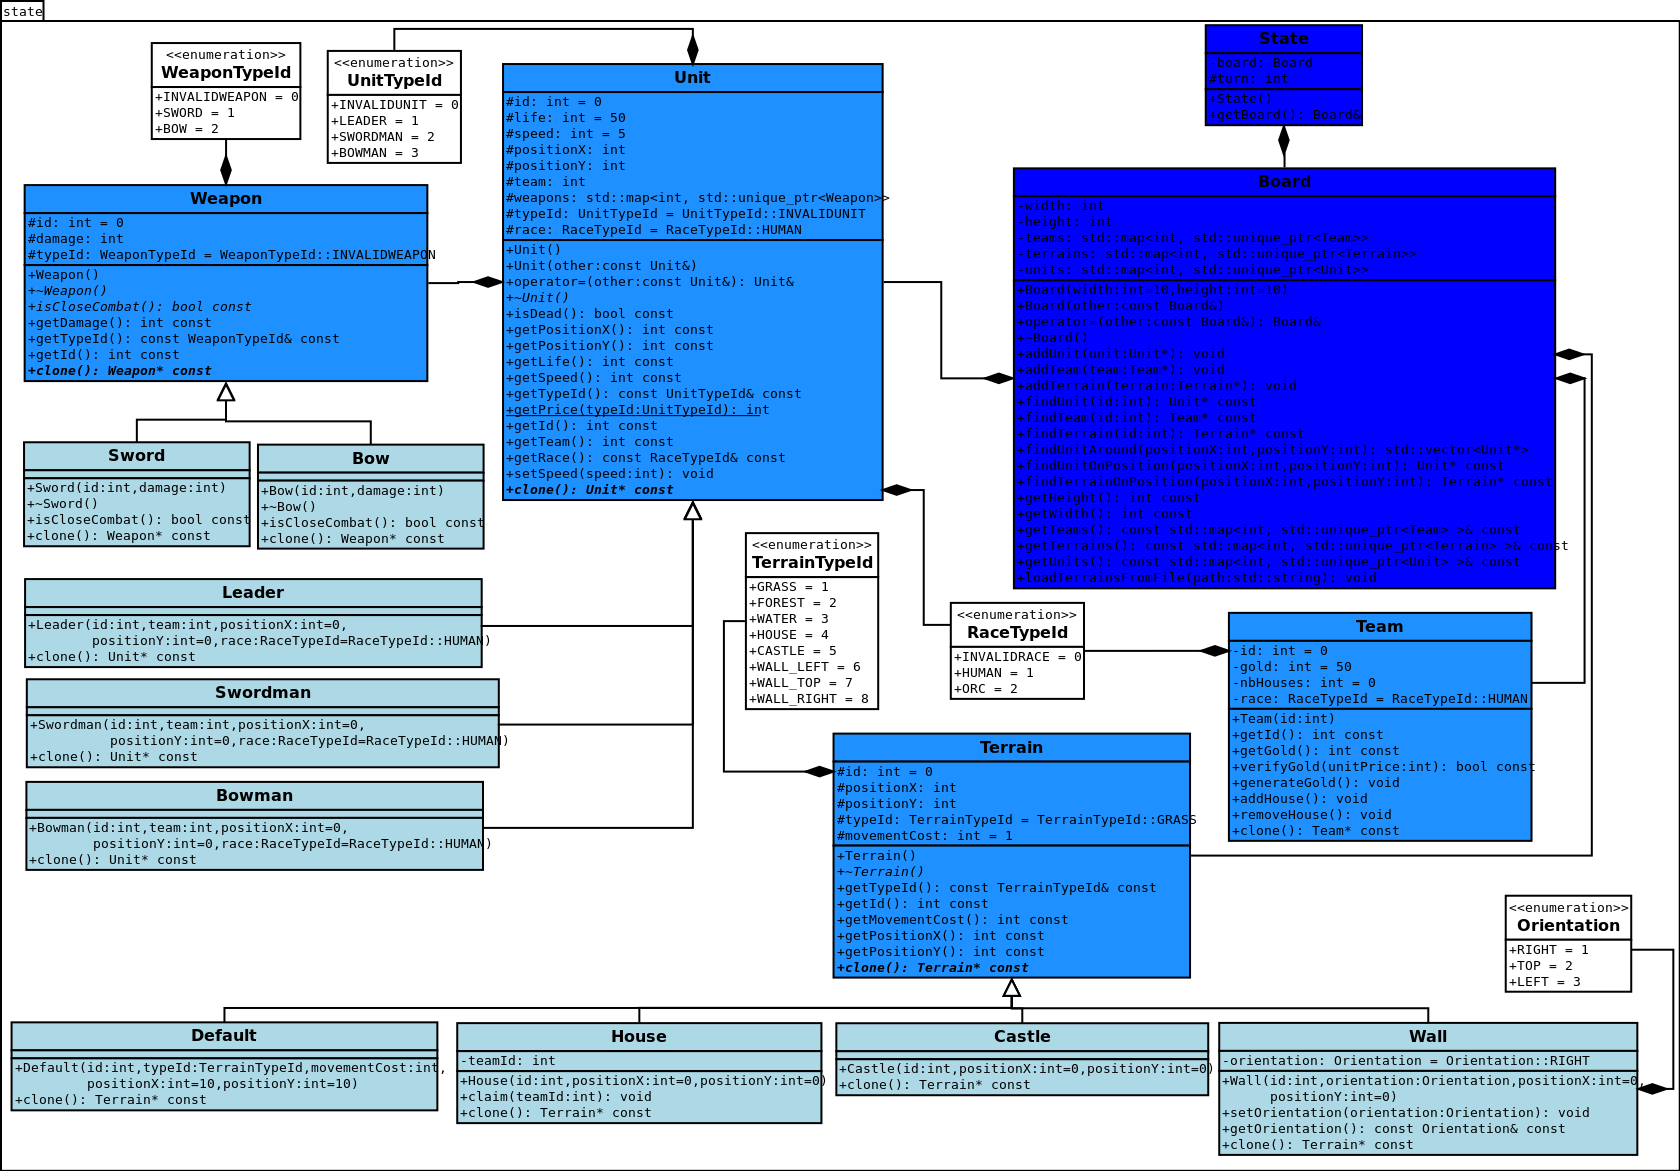 state
<<enumeration>>
WeaponTypeId
+INVALIDWEAPON = 0
+SWORD = 1
+BOW = 2
<<enumeration>>
UnitTypeId
+INVALIDUNIT = 0
+LEADER = 1
+SWORDMAN = 2
+BOWMAN = 3
Unit
#id: int = 0
#life: int = 50
#speed: int = 5
#positionX: int
#positionY: int
#team: int
#weapons: std::map<int, std::unique_ptr<Weapon>>
#typeId: UnitTypeId = UnitTypeId::INVALIDUNIT
#race: RaceTypeId = RaceTypeId::HUMAN
+Unit()
+Unit(other:const Unit&)
+operator=(other:const Unit&): Unit&
+~Unit()
+isDead(): bool const
+getPositionX(): int const
+getPositionY(): int const
+getLife(): int const
+getSpeed(): int const
+getTypeId(): const UnitTypeId& const
+getPrice(typeId:UnitTypeId): int
+getId(): int const
+getTeam(): int const
+getRace(): const RaceTypeId& const
+setSpeed(speed:int): void
+clone(): Unit* const
State
-board: Board
#turn: int
+State()
+getBoard(): Board&
Board
-width: int
-height: int
-teams: std::map<int, std::unique_ptr<Team>>
-terrains: std::map<int, std::unique_ptr<Terrain>>
-units: std::map<int, std::unique_ptr<Unit>>
+Board(width:int=10,height:int=10)
+Board(other:const Board&)
+operator=(other:const Board&): Board&
+~Board()
+addUnit(unit:Unit*): void
+addTeam(team:Team*): void
+addTerrain(terrain:Terrain*): void
+findUnit(id:int): Unit* const
+findTeam(id:int): Team* const
+findTerrain(id:int): Terrain* const
+findUnitAround(positionX:int,positionY:int): std::vector<Unit*>
+findUnitOnPosition(positionX:int,positionY:int): Unit* const
+findTerrainOnPosition(positionX:int,positionY:int): Terrain* const
+getHeight(): int const
+getWidth(): int const
+getTeams(): const std::map<int, std::unique_ptr<Team> >& const
+getTerrains(): const std::map<int, std::unique_ptr<Terrain> >& const
+getUnits(): const std::map<int, std::unique_ptr<Unit> >& const
+loadTerrainsFromFile(path:std::string): void
Weapon
#id: int = 0
#damage: int
#typeId: WeaponTypeId = WeaponTypeId::INVALIDWEAPON
+Weapon()
+~Weapon()
+isCloseCombat(): bool const
+getDamage(): int const
+getTypeId(): const WeaponTypeId& const
+getId(): int const
+clone(): Weapon* const
Sword
+Sword(id:int,damage:int)
+~Sword()
+isCloseCombat(): bool const
+clone(): Weapon* const
Bow
+Bow(id:int,damage:int)
+~Bow()
+isCloseCombat(): bool const
+clone(): Weapon* const
Leader
+Leader(id:int,team:int,positionX:int=0,
positionY:int=0,race:RaceTypeId=RaceTypeId::HUMAN)
+clone(): Unit* const
Swordman
+Swordman(id:int,team:int,positionX:int=0,
positionY:int=0,race:RaceTypeId=RaceTypeId::HUMAN)
+clone(): Unit* const
Bowman
+Bowman(id:int,team:int,positionX:int=0,
positionY:int=0,race:RaceTypeId=RaceTypeId::HUMAN)
+clone(): Unit* const
<<enumeration>>
TerrainTypeId
+GRASS = 1
+FOREST = 2
+WATER = 3
+HOUSE = 4
+CASTLE = 5
+WALL_LEFT = 6
+WALL_TOP = 7
+WALL_RIGHT = 8
<<enumeration>>
RaceTypeId
+INVALIDRACE = 0
+HUMAN = 1
+ORC = 2
Team
-id: int = 0
-gold: int = 50
-nbHouses: int = 0
-race: RaceTypeId = RaceTypeId::HUMAN
+Team(id:int)
+getId(): int const
+getGold(): int const
+verifyGold(unitPrice:int): bool const
+generateGold(): void
+addHouse(): void
+removeHouse(): void
+clone(): Team* const
Terrain
#id: int = 0
#positionX: int
#positionY: int
#typeId: TerrainTypeId = TerrainTypeId::GRASS
#movementCost: int = 1
+Terrain()
+~Terrain()
+getTypeId(): const TerrainTypeId& const
+getId(): int const
+getMovementCost(): int const
+getPositionX(): int const
+getPositionY(): int const
+clone(): Terrain* const
<<enumeration>>
Orientation
+RIGHT = 1
+TOP = 2
+LEFT = 3
Default
+Default(id:int,typeId:TerrainTypeId,movementCost:int,
positionX:int=10,positionY:int=10)
+clone(): Terrain* const
House
-teamId: int
+House(id:int,positionX:int=0,positionY:int=0)
+claim(teamId:int): void
+clone(): Terrain* const
Castle
+Castle(id:int,positionX:int=0,positionY:int=0)
+clone(): Terrain* const
Wall
-orientation: Orientation = Orientation::RIGHT
+Wall(id:int,orientation:Orientation,positionX:int=0,
positionY:int=0)
+setOrientation(orientation:Orientation): void
+getOrientation(): const Orientation& const
+clone(): Terrain* const